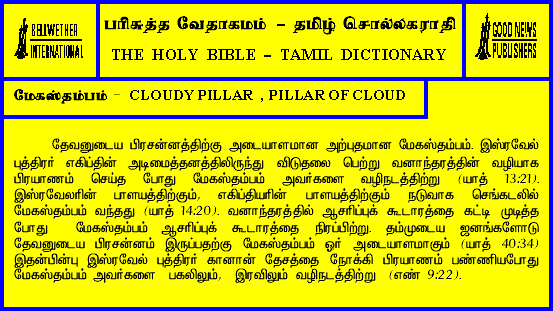 BELLWETHER
INTERNATIONAL
பரிசுத்த வேதாகமம் – தமிழ் சொல்லகராதி
THE HOLY BIBLE – TAMIL DICTIONARY
GOOD NEWS
PUBLISHERS
மேகஸ்தம்பம் – CLOUDY PILLAR , PILLAR OF CLOUD
தேவனுடைய பிரசன்னத்திற்கு அடையாளமான அற்புதமான மேகஸ்தம்பம். இஸ்ரவேல்
புத்திரர் எகிப்தின் அடிமைத்தனத்திலிருந்து விடுதலை பெற்று வனாந்தரத்தின் வழியாக
பிரயாணம் செய்த போது மேகஸ்தம்பம் அவர்களை வழிநடத்திற்று (யாத் 13:21).
இஸ்ரவேலரின் பாளயத்திற்கும், எகிப்தியரின் பாளயத்திற்கும் நடுவாக செங்கடலில்
மேகஸ்தம்பம் வந்தது (யாத் 14:20). வனாந்தரத்தில் ஆசரிப்புக் கூடாரத்தை கட்டி முடித்த
போது மேகஸ்தம்பம் ஆசரிப்புக் கூடாரத்தை நிரப்பிற்று. தம்முடைய ஜனங்களோடு
தேவனுடைய பிரசன்னம் இருப்பதற்கு மேகஸ்தம்பம் ஓர் அடையாளமாகும் (யாத் 40:34)
இதன்பின்பு இஸ்ரவேல் புத்திரர் கானான் தேசத்தை நோக்கி பிரயாணம் பண்ணியபோது
மேகஸ்தம்பம் அவர்களை பகலிலும், இரவிலும் வழிநடத்திற்று (எண் 9:22).